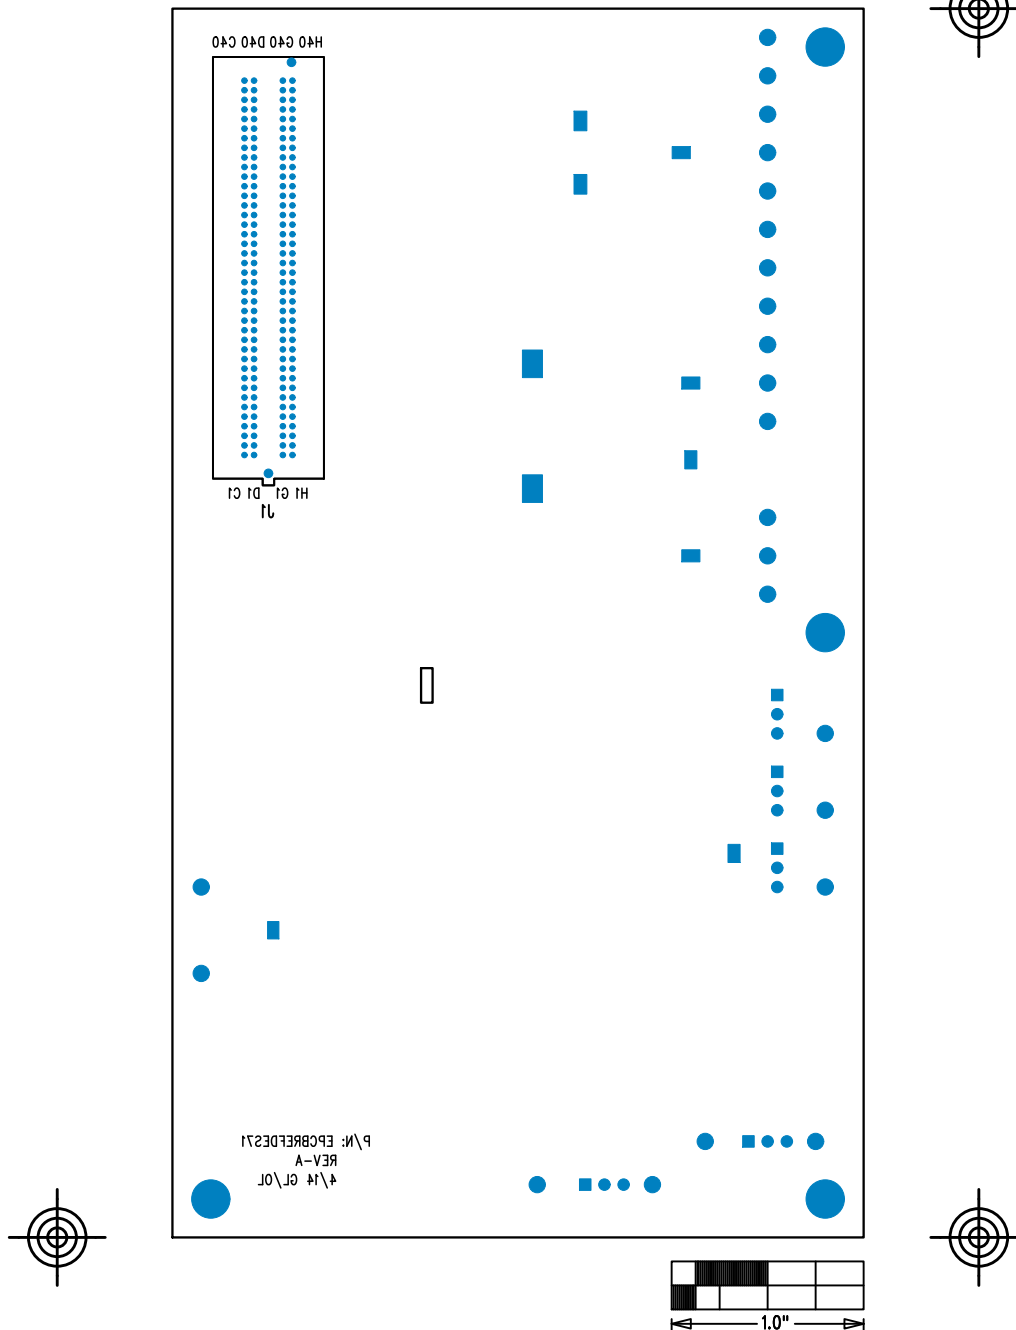 H40 G40 D40 C40
H1 G1 D1 C1
J1
P/N: EPCBREFDES71
REV-A
4/14 GL/OL
1.0"